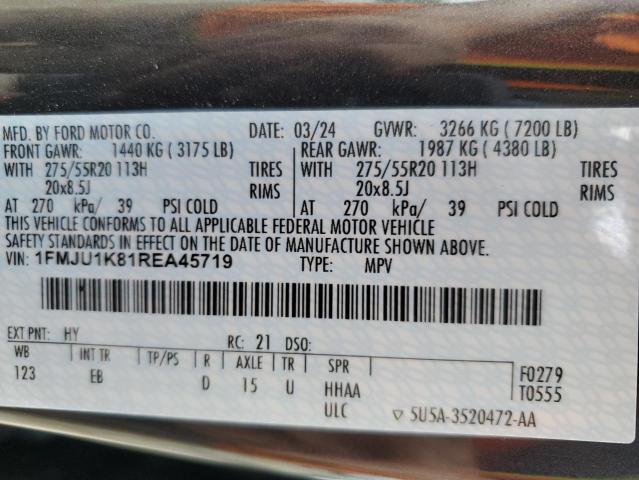 MFD. BY FORD MOTOR CO. DATE: 03/24 GVWR: 3266 KG ( 7200 LB)
FRONT GAWR: 1440 KG ( 3175 LB) REAR GAWR: 1987 KG ( 4380 LB)
WITH 275/55R20 113H TIRES WITH 275/55R20 113H TIRES
20x8.5J RIMS 20x8.5J RIMS
AT 270 kPa/ 39 PSI COLD AT 270 kPa/ 39 PSI COLD
THIS VEHICLE CONFORMS TO ALL APPLICABLE FEDERAL MOTOR VEHICLE
SAFETY STANDARDS IN EFFECT ON THE DATE OF MANUFACTURE SHOWN ABOVE.
VIN: 1FMJU1K81REA45719 TYPE: MPV
EXT PNT: HY RC: 21 DSO:
WB INT TR TP/PS R AXLE TR SPR
123 EB D 15 U HHAA
ULC
F0279
T0555
▽ 5U5A-3520472-AA